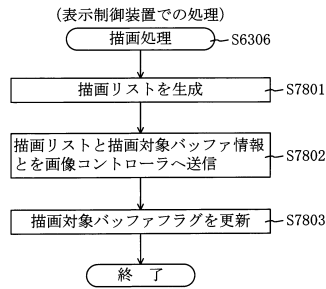 (表示制御装置での処理)
描画処理
S6306
描画リストを生成
S7801
描画リストと描画対象バッファ情報
とを画像コントローラへ送信
S7802
描画対象バッファフラグを更新
S7803
終 了